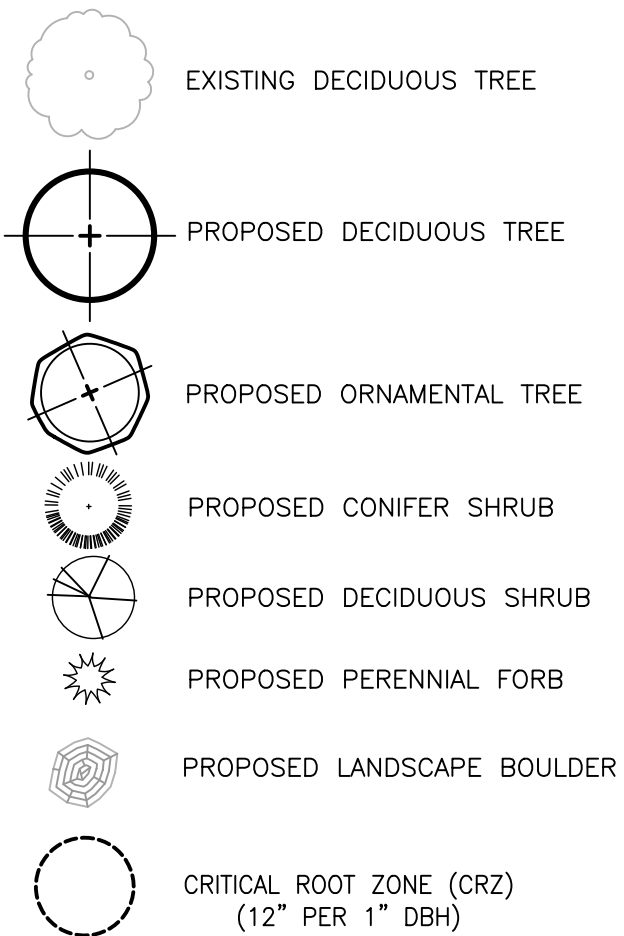 EXISTING DECIDUOUS TREE
PROPOSED DECIDUOUS TREE
PROPOSED ORNAMENTAL TREE
PROPOSED CONIFER SHRUB
PROPOSED DECIDUOUS SHRUB
PROPOSED PERENNIAL FORB
PROPOSED LANDSCAPE BOULDER
CRITICAL ROOT ZONE (CRZ)
(12” PER 1” DBH)